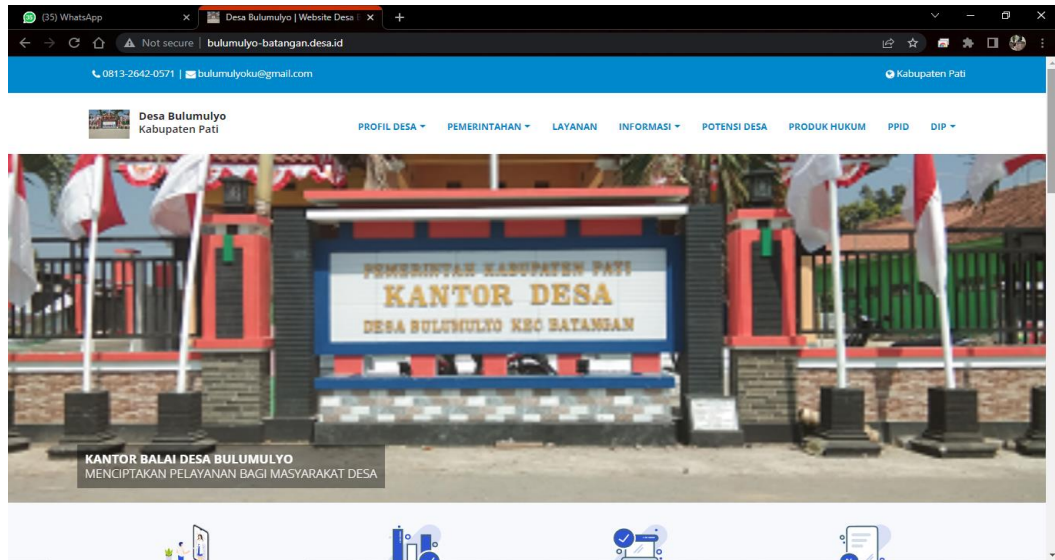 (35) WhatsApp
Desa Bulumulyo | Website Desa
Not secure | bulumulyo-batangan.desa.id
0813-2642-0571 | bulumulyoku@gmail.com
Kabupaten Pati
Desa Bulumulyo
Kabupaten Pati
PROFIL DESA
PEMERINTAHAN
LAYANAN
INFORMASI
POTENSI DESA
PRODUK HUKUM
PPID
DIP
PEMERINTAH KABUPATEN PATI
KANTOR DESA
DESA BULUMULYO KEC BATANGAN
KANTOR BALAI DESA BULUMULYO
MENCIPTAKAN PELAYANAN BAGI MASYARAKAT DESA